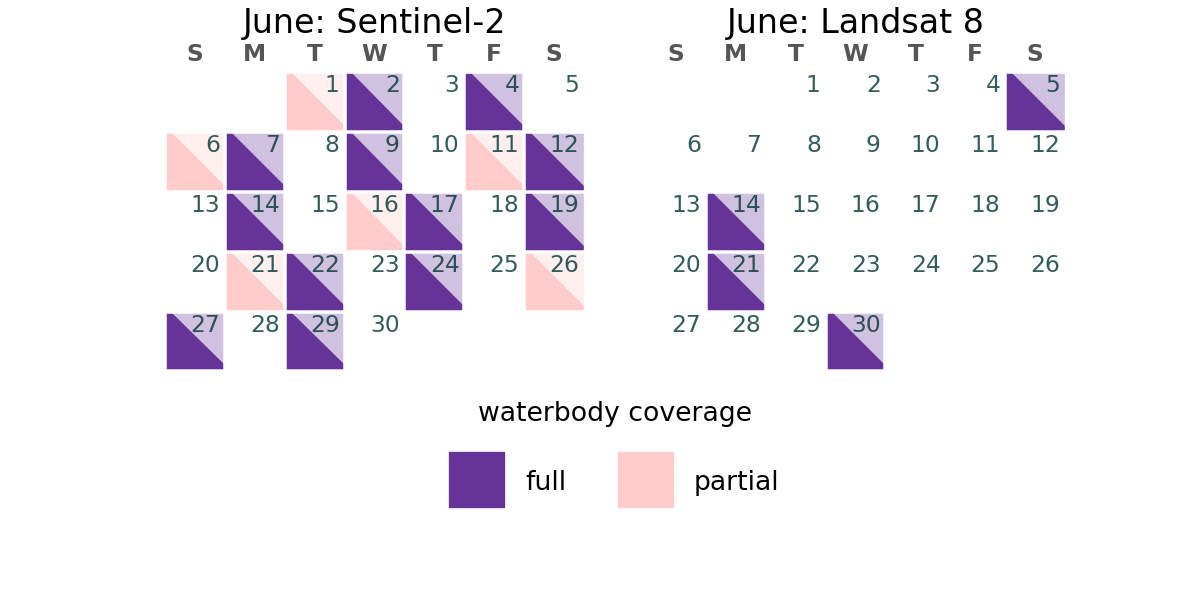 June: Sentinel-2
S M T W T F S
1 2 3 4 5
6 7 8 9 10 11 12
13 14 15 16 17 18 19
20 21 22 23 24 25 26
27 28 29 30
June: Landsat 8
S M T W T F S
1 2 3 4 5
6 7 8 9 10 11 12
13 14 15 16 17 18 19
20 21 22 23 24 25 26
27 28 29 30
waterbody coverage
full partial